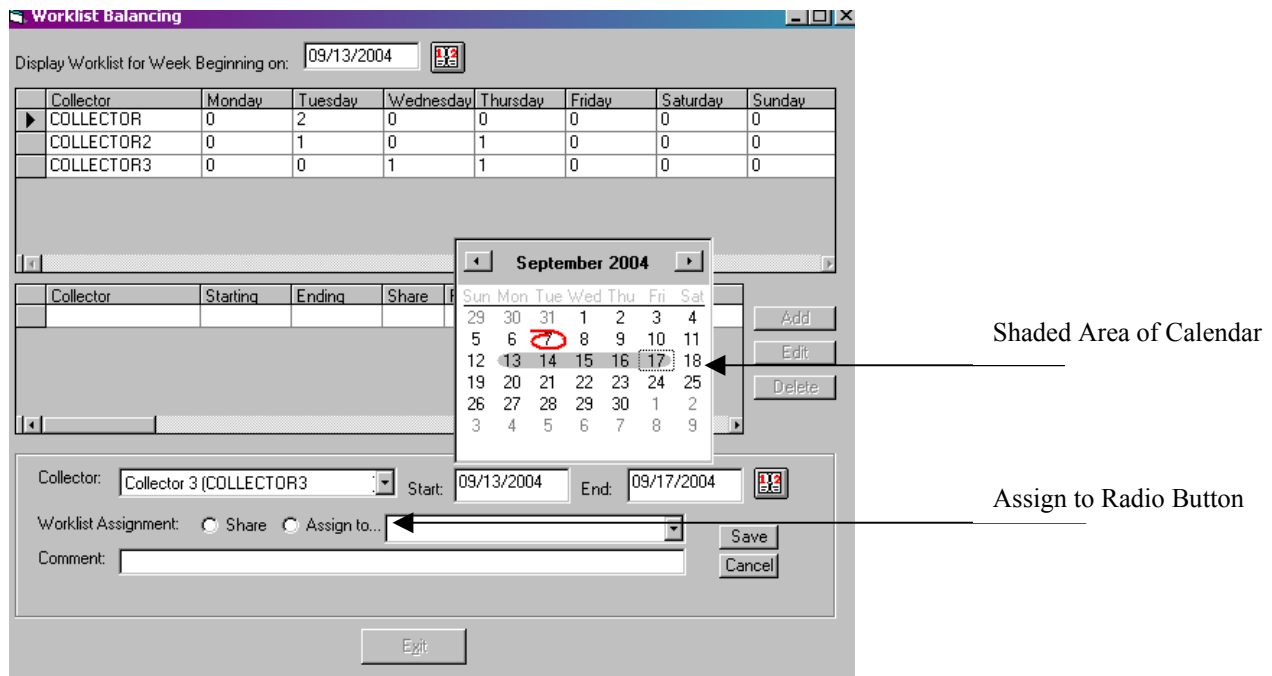 Worklist Balancing
Display Worklist for Week Beginning on: 09/13/2004
Collector Monday Tuesday Wednesday Thursday Friday Saturday Sunday
COLLECTOR 0 2 0 0 0 0 0
COLLECTOR2 0 1 0 1 0 0 0
COLLECTOR3 0 0 1 1 0 0 0
September 2004
Collector Starting Ending Share
Sun Mon Tue Wed Thu Fri Sat
29 30 31 1 2 3 4
5 6 7 8 9 10 11
12 13 14 15 16 17 18
19 20 21 22 23 24 25
26 27 28 29 30 1 2
3 4 5 6 7 8 9
Add
Edit
Delete
Shaded Area of Calendar
Collector: Collector 3 (COLLECTOR3 Start: 09/13/2004 End: 09/17/2004
Worklist Assignment: Share Assign to...
Assign to Radio Button
Save
Comment:
Cancel
Exit